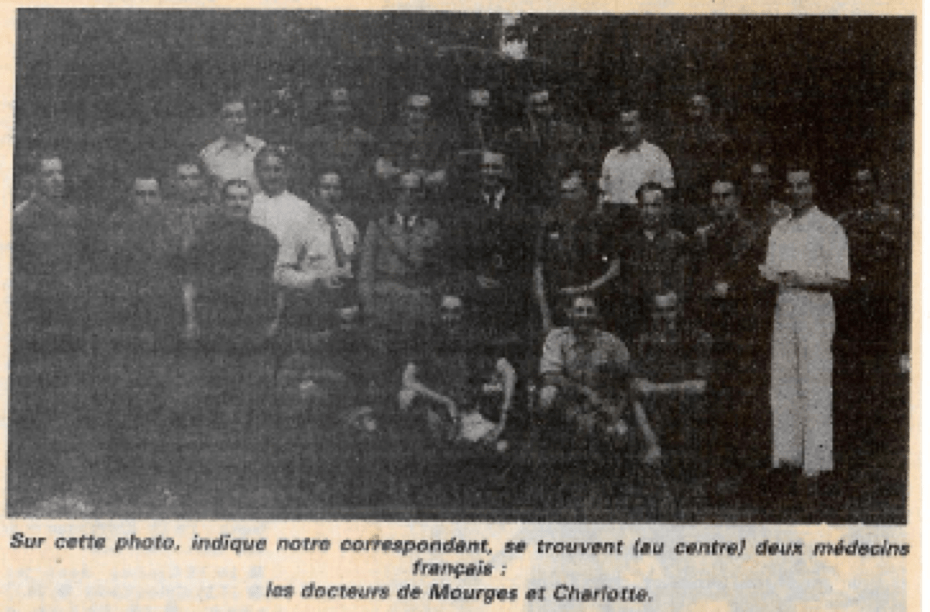 Sur cette photo, indique notre correspondant, se trouvent (au centre) deux médecins
français :
les docteurs de Mourges et Charlotte.